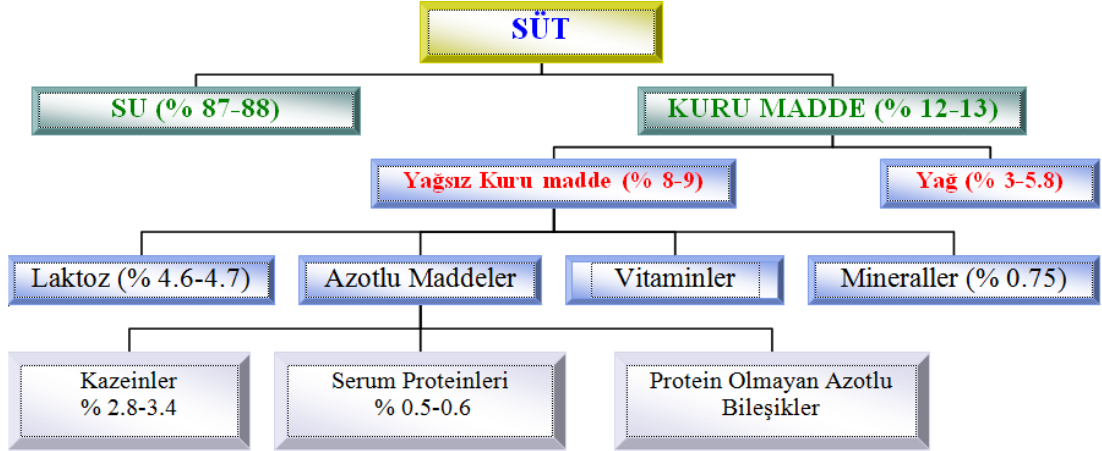 SÜT
SU (% 87-88)
KURU MADDE (% 12-13)
Yağsız Kuru madde (% 8-9)
Yağ (% 3-5.8)
Laktoz (% 4.6-4.7)
Azotlu Maddeler
Vitaminler
Mineraller (% 0.75)
Kazeinler
% 2.8-3.4
Serum Proteinleri
% 0.5-0.6
Protein Olmayan Azotlu
Bileşikler